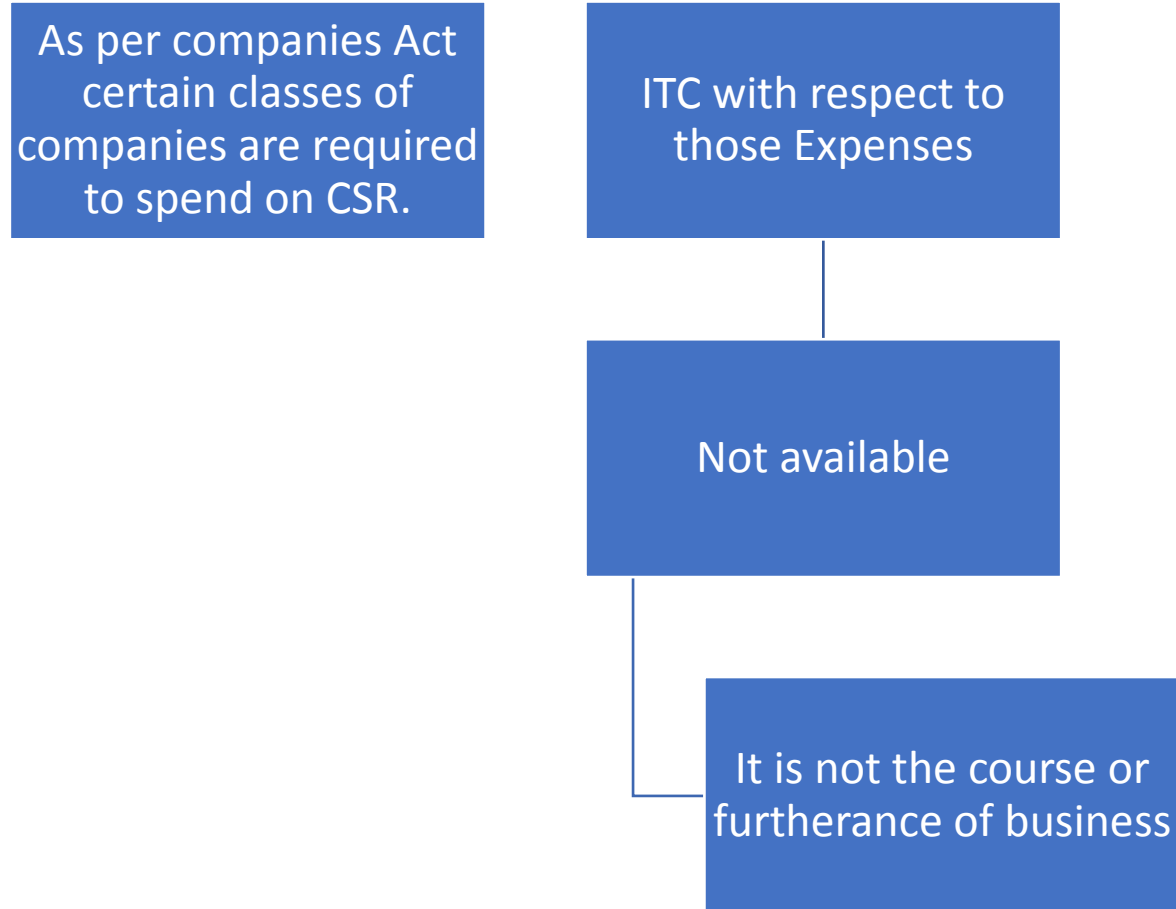 As per companies Act
certain classes of
companies are required
to spend on CSR.
ITC with respect to
those Expenses
Not available
It is not the course or
furtherance of business